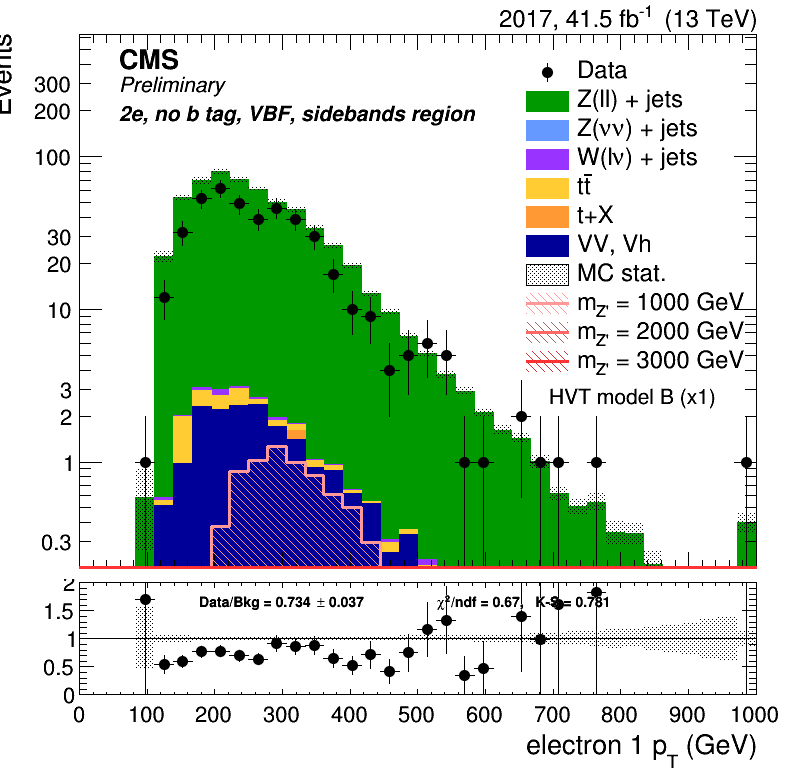 2017, 41.5 fb⁻¹ (13 TeV)
Events
CMS
Preliminary
2e, no b tag, VBF, sidebands region
Data
Z(ll) + jets
Z(νν) + jets
W(lν) + jets
tt̄
t+X
VV, Vh
MC stat.
m_Z' = 1000 GeV
m_Z' = 2000 GeV
m_Z' = 3000 GeV
HVT model B (x1)
300
200
100
30
20
10
3
2
1
0.3
Data/Bkg = 0.734 ± 0.037
χ²/ndf = 0.67, K-S = 0.781
2
1.5
1
0.5
0
0 100 200 300 400 500 600 700 800 900 1000
electron 1 p_T (GeV)